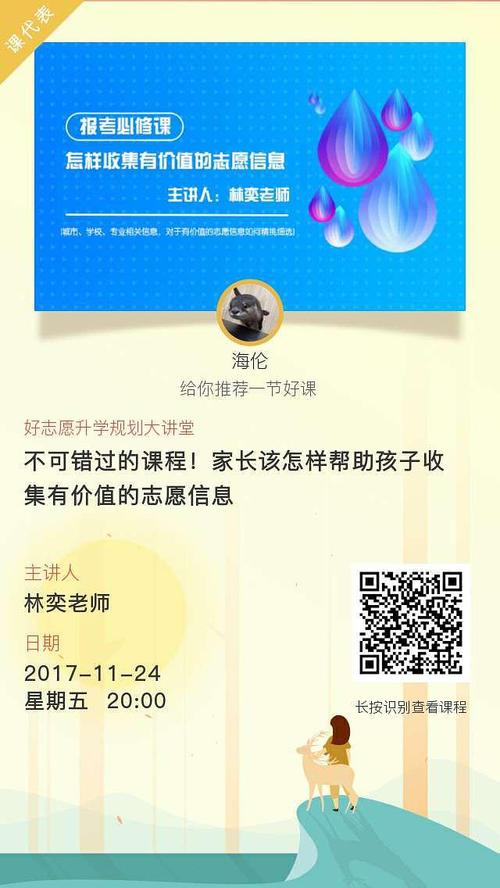 课代表
报考必修课
怎样收集有价值的志愿信息
主讲人：林奕老师
(城市、学校、专业相关信息，对于有价值的志愿信息如何精挑细选)
海伦
给你推荐一节好课
好志愿升学规划大讲堂
不可错过的课程！家长该怎样帮助孩子收
集有价值的志愿信息
主讲人
林奕老师
日期
2017-11-24
星期五 20:00
长按识别查看课程